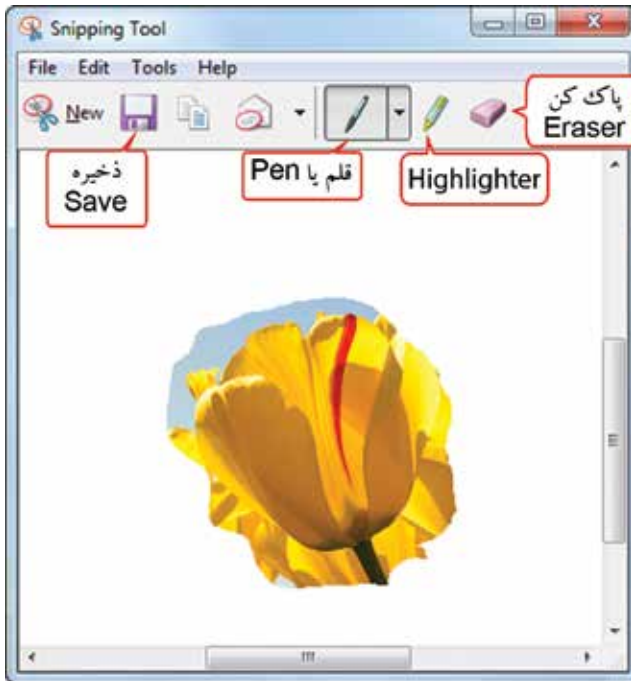 Snipping Tool
File Edit Tools Help
New
پاک کن
Eraser
ذخیره
Save
قلم یا Pen
Highlighter